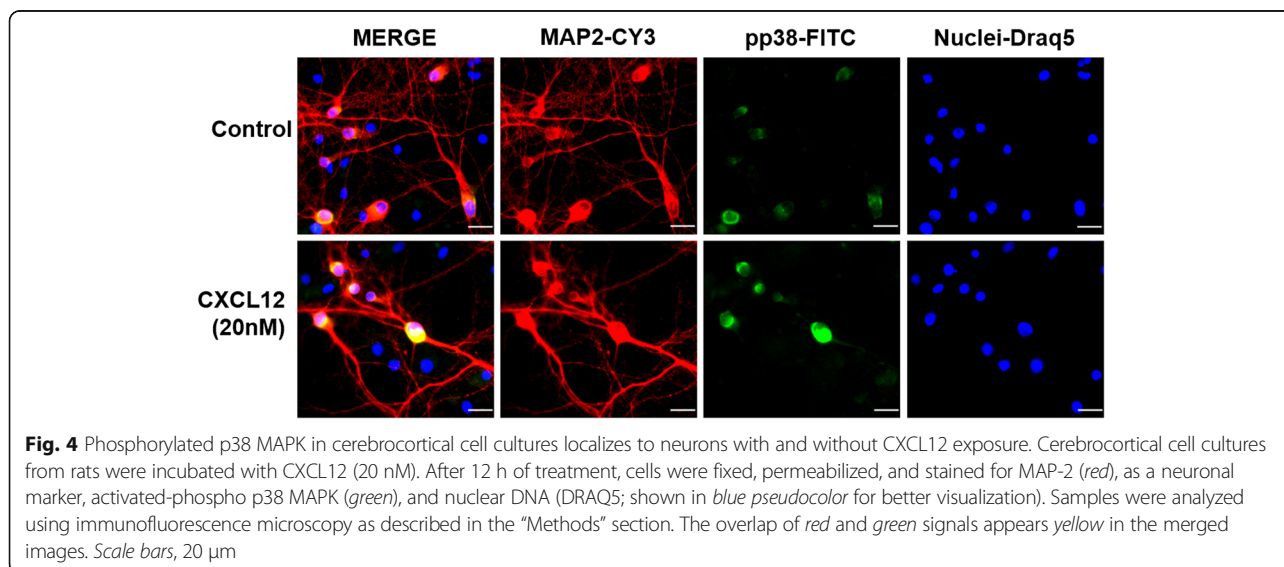 MERGE MAP2-CY3 pp38-FITC Nuclei-Draq5
Control
CXCL12
(20nM)
Fig. 4 Phosphorylated p38 MAPK in cerebrocortical cell cultures localizes to neurons with and without CXCL12 exposure. Cerebrocortical cell cultures
from rats were incubated with CXCL12 (20 nM). After 12 h of treatment, cells were fixed, permeabilized, and stained for MAP-2 (red), as a neuronal
marker, activated-phospho p38 MAPK (green), and nuclear DNA (DRAQ5; shown in blue pseudocolor for better visualization). Samples were analyzed
using immunofluorescence microscopy as described in the “Methods” section. The overlap of red and green signals appears yellow in the merged
images. Scale bars, 20 μm